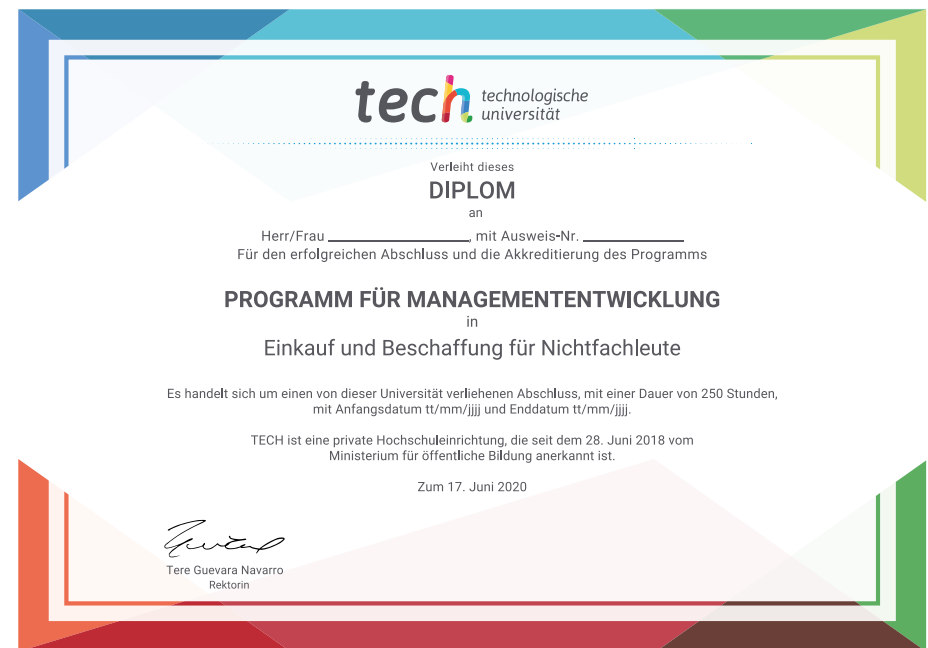 tech technologische
universität
Verleiht dieses
DIPLOM
an
Herr/Frau ____________________, mit Ausweis-Nr. ______________
Für den erfolgreichen Abschluss und die Akkreditierung des Programms
PROGRAMM FÜR MANAGEMENTENTWICKLUNG
in
Einkauf und Beschaffung für Nichtfachleute
Es handelt sich um einen von dieser Universität verliehenen Abschluss, mit einer Dauer von 250 Stunden,
mit Anfangsdatum tt/mm/jjjj und Enddatum tt/mm/jjjj.
TECH ist eine private Hochschuleinrichtung, die seit dem 28. Juni 2018 vom
Ministerium für öffentliche Bildung anerkannt ist.
Zum 17. Juni 2020
Tere Guevara Navarro
Rektorin